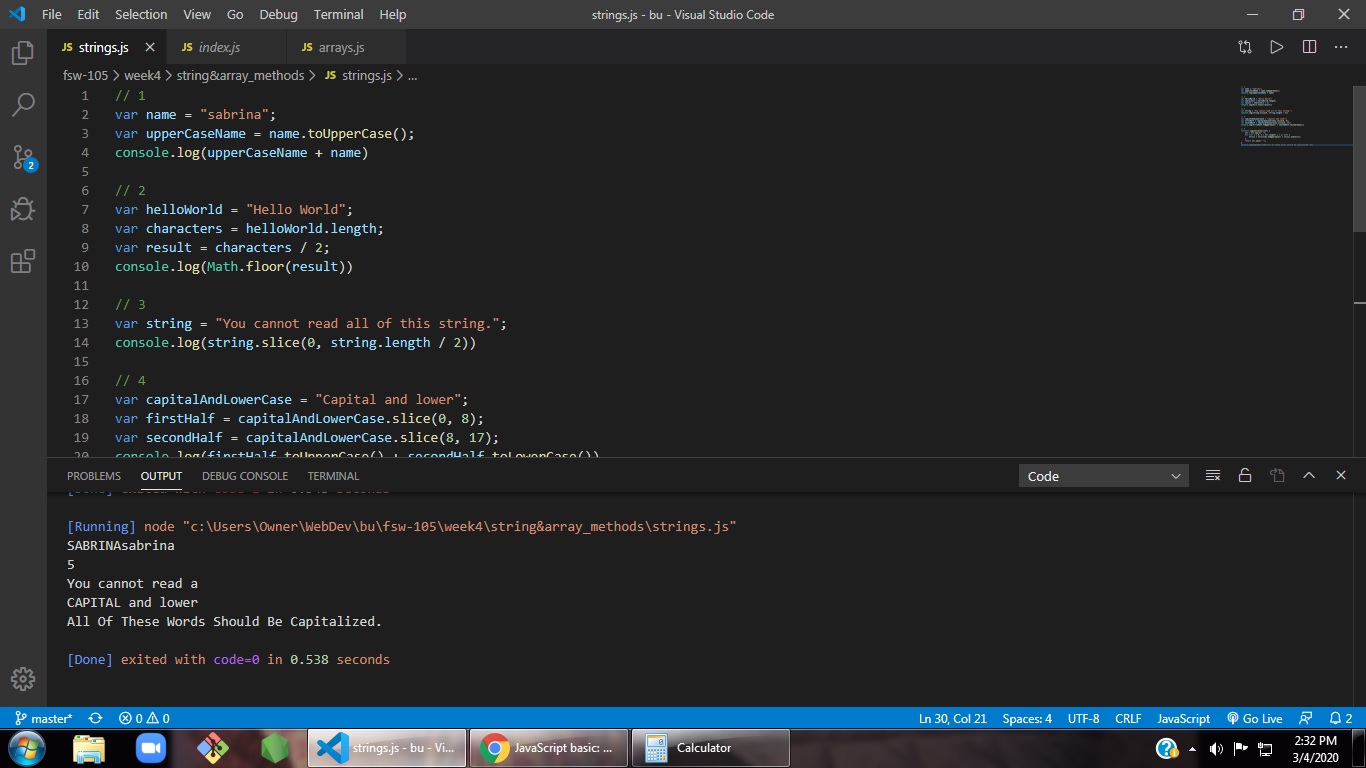 File Edit Selection View Go Debug Terminal Help strings.js - bu - Visual Studio Code
JS strings.js JS index.js JS arrays.js
fsw-105 > week4 > string&array_methods > JS strings.js > ...
1 // 1
2 var name = "sabrina";
3 var upperCaseName = name.toUpperCase();
4 console.log(upperCaseName + name)
5
6 // 2
7 var helloWorld = "Hello World";
8 var characters = helloWorld.length;
9 var result = characters / 2;
10 console.log(Math.floor(result))
11
12 // 3
13 var string = "You cannot read all of this string.";
14 console.log(string.slice(0, string.length / 2))
15
16 // 4
17 var capitalAndLowerCase = "Capital and lower";
18 var firstHalf = capitalAndLowerCase.slice(0, 8);
19 var secondHalf = capitalAndLowerCase.slice(8, 17);
20 console.log(firstHalf.toUpperCase() + secondHalf.toLowerCase())
2
PROBLEMS OUTPUT DEBUG CONSOLE TERMINAL Code
[Running] node "c:\Users\Owner\WebDev\bu\fsw-105\week4\string&array_methods\strings.js"
SABRINAsabrina
5
You cannot read a
CAPITAL and lower
All Of These Words Should Be Capitalized.
[Done] exited with code=0 in 0.538 seconds
master* 0 0 Ln 30, Col 21 Spaces: 4 UTF-8 CRLF JavaScript Go Live 2
strings.js - bu - Vi... JavaScript basic: ... Calculator 2:32 PM
3/4/2020